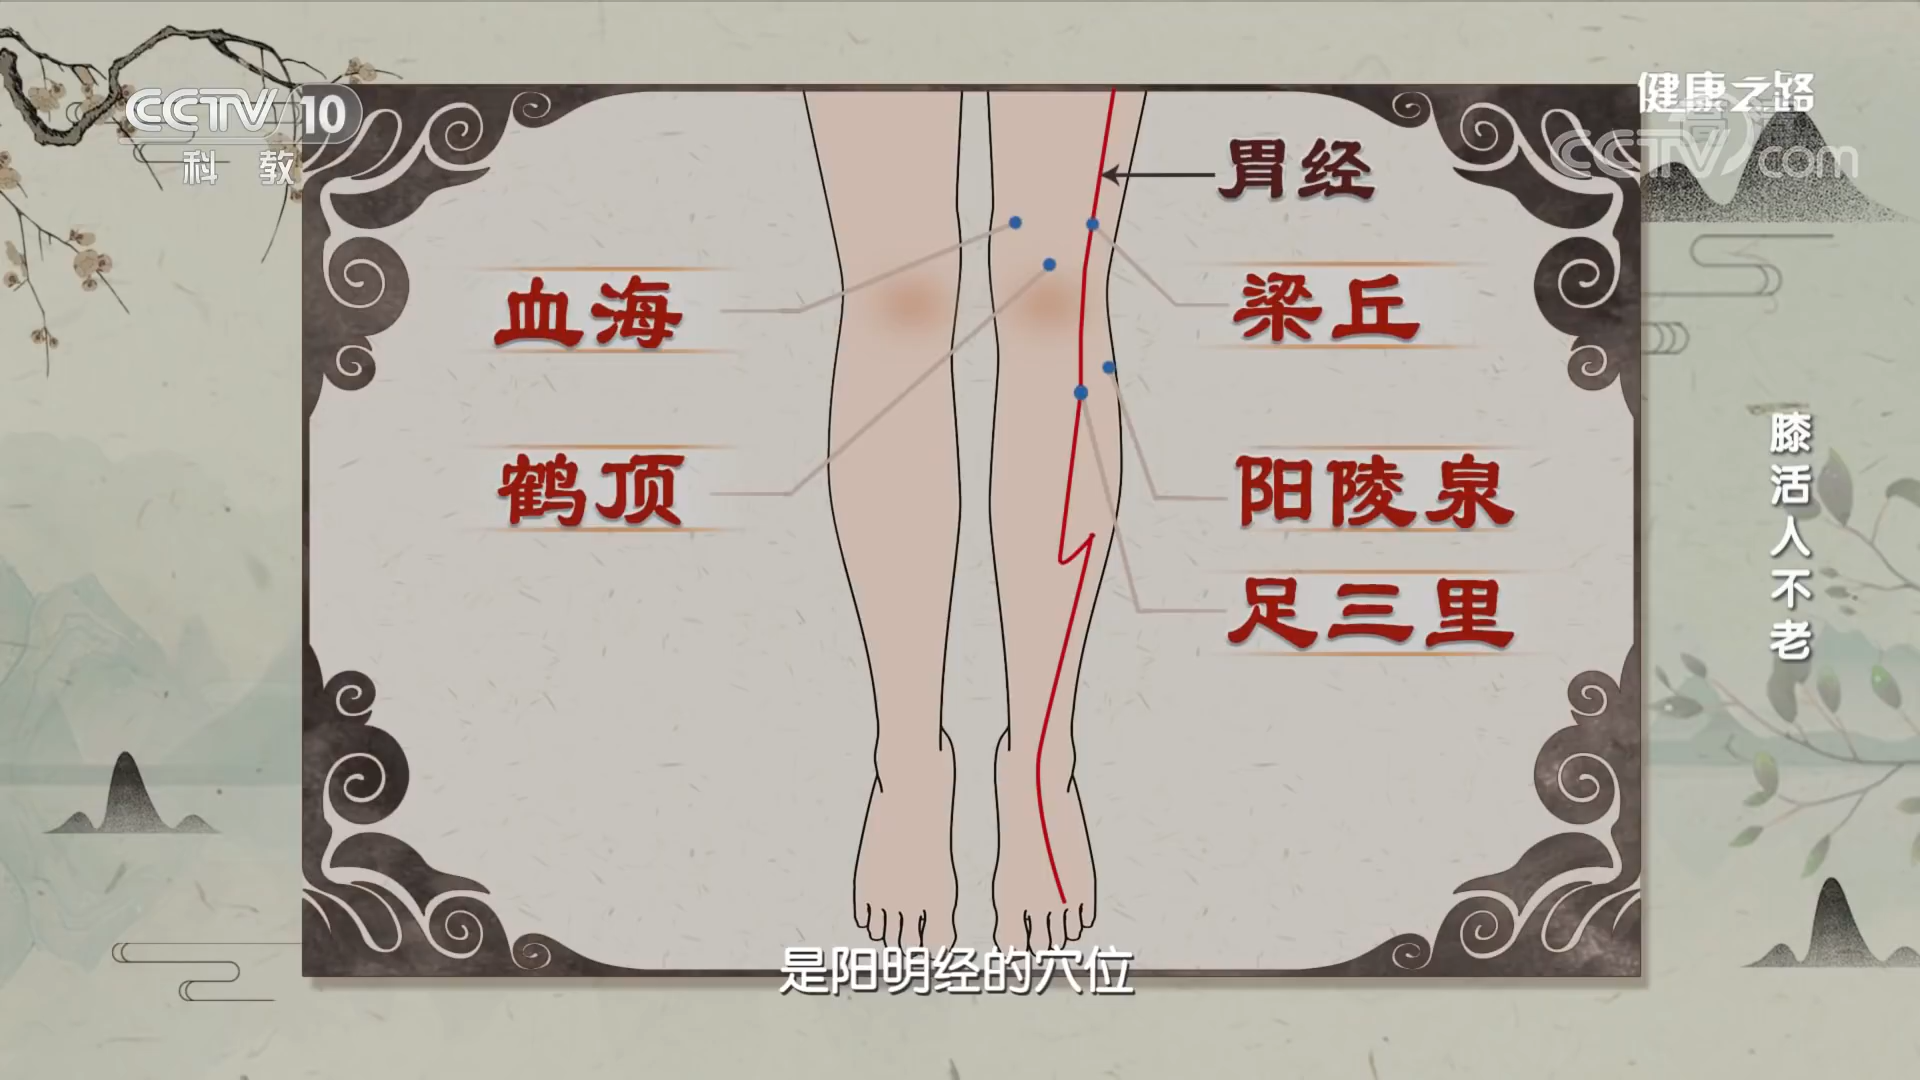 CCTV 10
科教
健康之路
CCTV.com
胃经
血海
梁丘
鹤顶
阳陵泉
足三里
膝活人不老
是阳明经的穴位